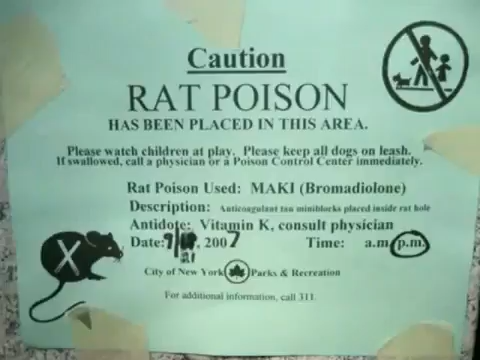 Caution
RAT POISON
HAS BEEN PLACED IN THIS AREA.
Please watch children at play. Please keep all dogs on leash.
If swallowed, call a physician or a Poison Control Center immediately.
Rat Poison Used: MAKI (Bromadiolone)
Description: Anticoagulant tan miniblocks placed inside rat hole
Antidote: Vitamin K, consult physician
Date: , 2007 Time: a.m. p.m.
21
City of New York Parks & Recreation
For additional information, call 311.
X